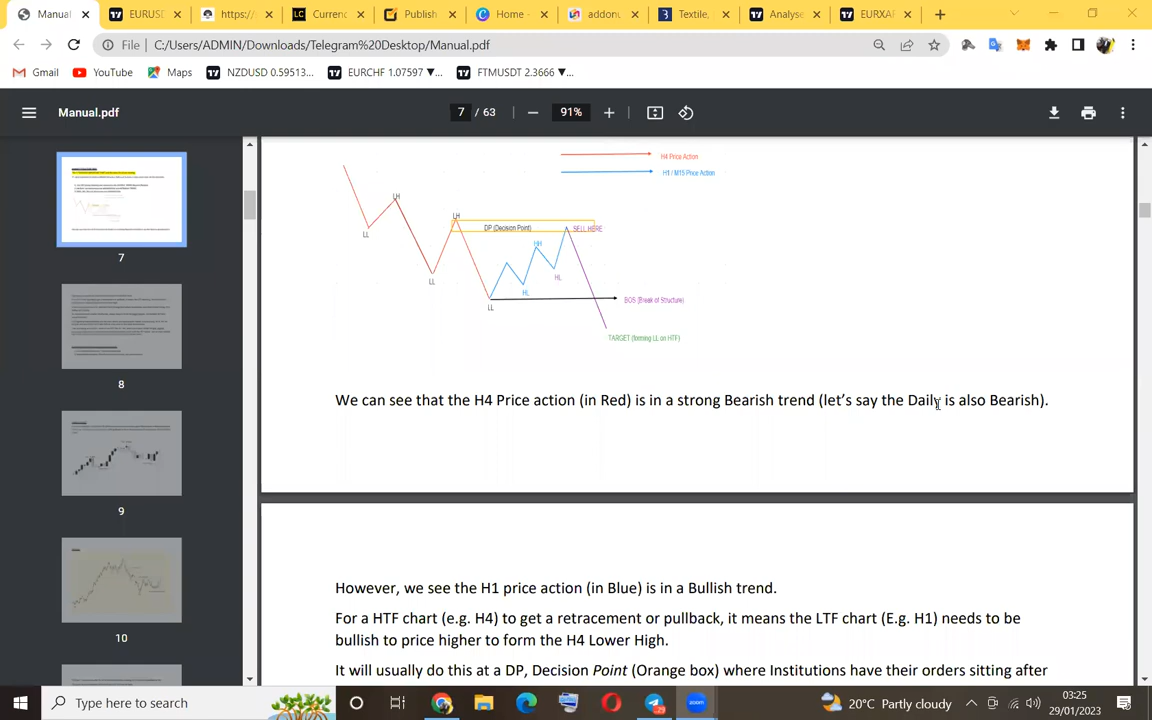 Manual
EURUSD
https://
Currenc
Publish
Home -
addonu
Textile,
Analyse
EURXAF
File
C:/Users/ADMIN/Downloads/Telegram%20Desktop/Manual.pdf
Gmail
YouTube
Maps
NZDUSD 0.59513...
EURCHF 1.07597 ▼...
FTMUSDT 2.3666 ▼...
Manual.pdf
7 / 63
91%
7
8
9
10
H4 Price Action
H1 / M15 Price Action
LH
LL
LH
DP (Decision Point)
SELL HERE
HH
HL
HL
LL
LL
BOS (Break of Structure)
TARGET (forming LL on HTF)
We can see that the H4 Price action (in Red) is in a strong Bearish trend (let's say the Daily is also Bearish).
However, we see the H1 price action (in Blue) is in a Bullish trend.
For a HTF chart (e.g. H4) to get a retracement or pullback, it means the LTF chart (E.g. H1) needs to be
bullish to price higher to form the H4 Lower High.
It will usually do this at a DP, Decision Point (Orange box) where Institutions have their orders sitting after
Type here to search
20°C Partly cloudy
03:25
29/01/2023